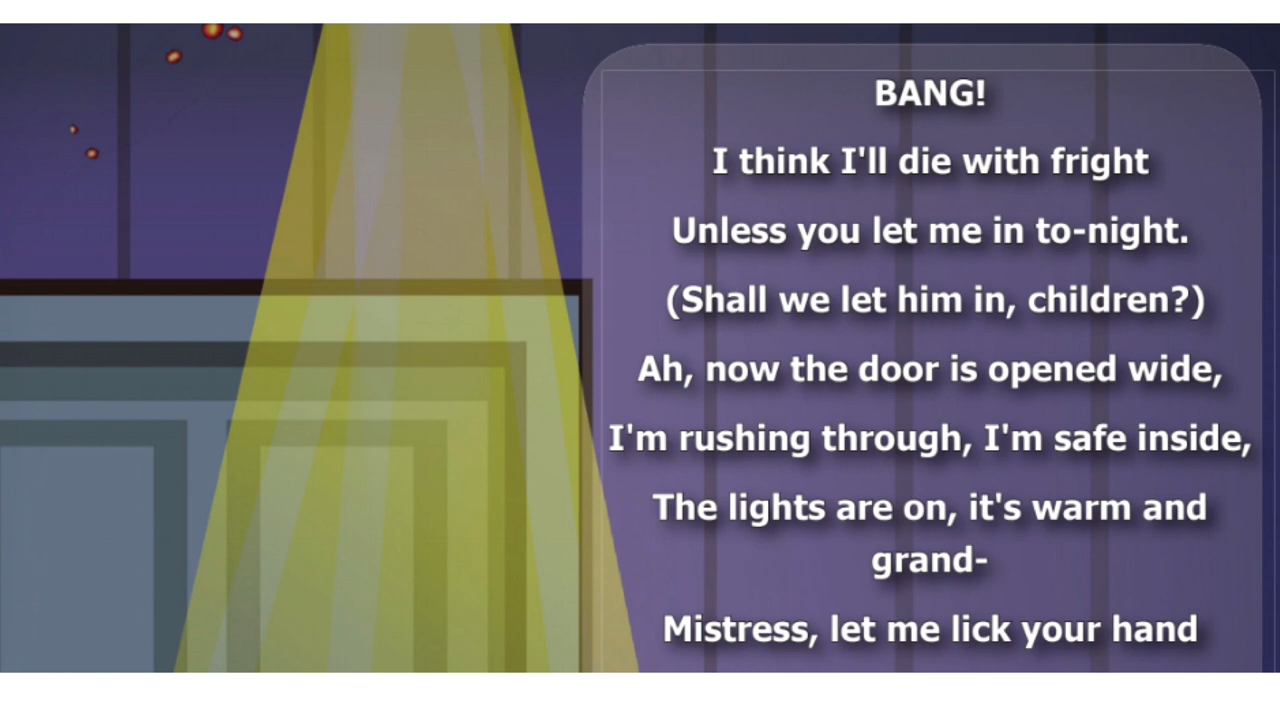 BANG!
I think I'll die with fright
Unless you let me in to-night.
(Shall we let him in, children?)
Ah, now the door is opened wide,
I'm rushing through, I'm safe inside,
The lights are on, it's warm and
grand-
Mistress, let me lick your hand